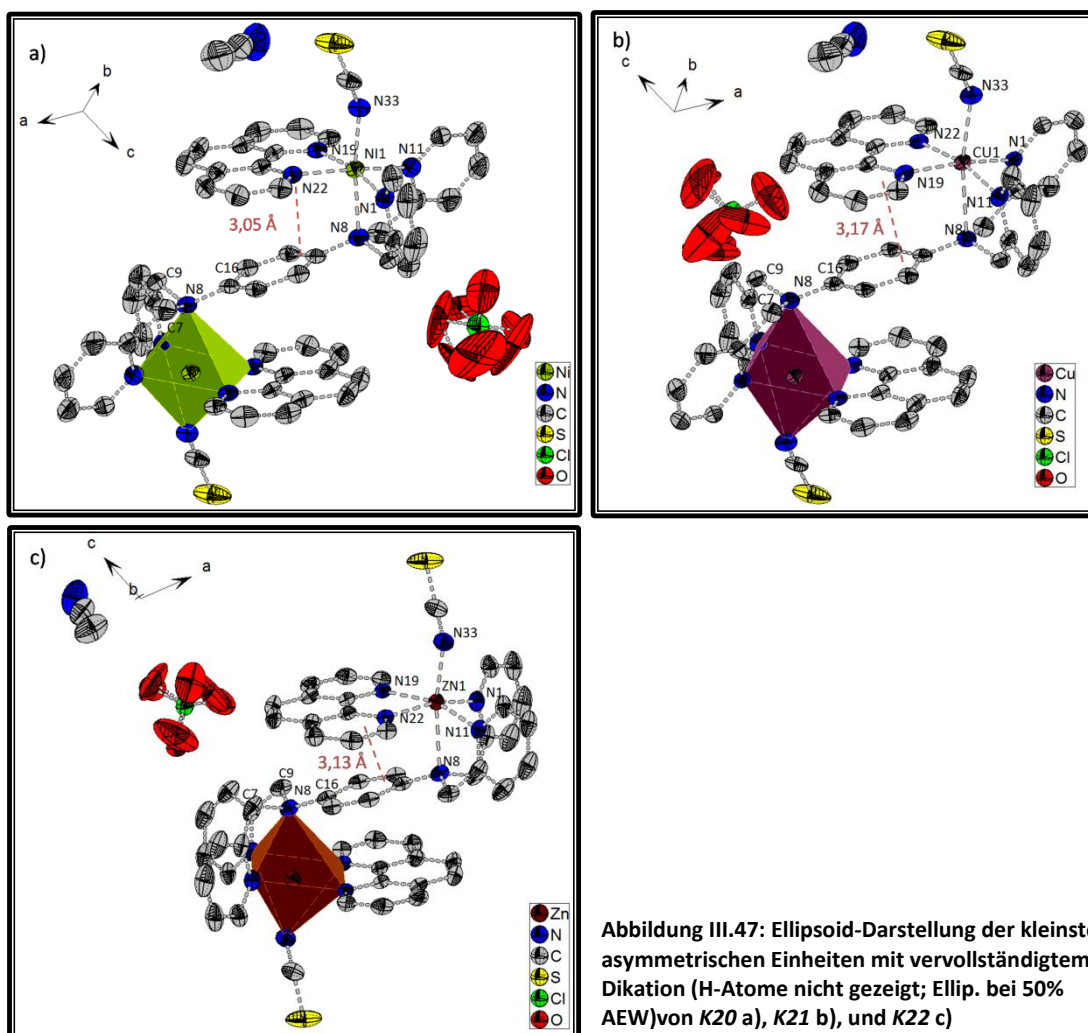 a)
b
a
c
N33
N19
NI1
N11
N22
N1
3,05 Å
N8
C9
C16
N8
C7
Ni
N
C
S
Cl
O
b)
c
b
a
N33
N22
CU1
N1
N19
N11
3,17 Å
N8
C9
C16
N8
C7
Cu
N
C
S
Cl
O
c)
c
b
a
N33
N19
ZN1
N1
N22
N11
3,13 Å
N8
C9
C7
N8
C16
Zn
N
C
S
Cl
O
Abbildung III.47: Ellipsoid-Darstellung der kleinste
asymmetrischen Einheiten mit vervollständigtem
Dikation (H-Atome nicht gezeigt; Ellip. bei 50%
AEW)von K20 a), K21 b), und K22 c)